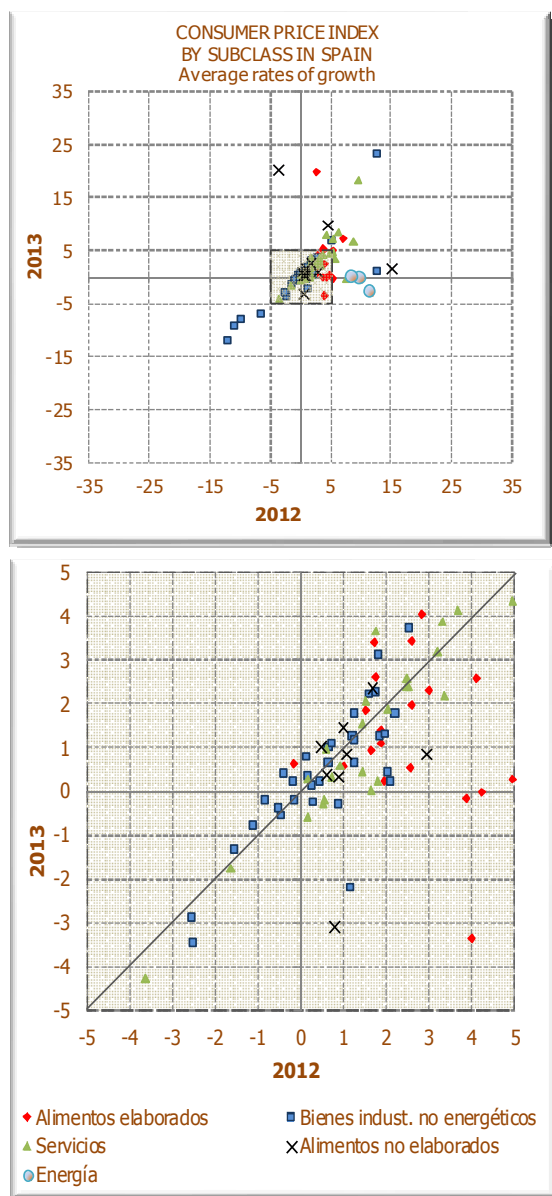 CONSUMER PRICE INDEX
BY SUBCLASS IN SPAIN
Average rates of growth
35
25
15
5
-5
-15
-25
-35
2013
-35 -25 -15 -5 5 15 25 35
2012
5
4
3
2
1
0
-1
-2
-3
-4
-5
2013
-5 -4 -3 -2 -1 0 1 2 3 4 5
2012
Alimentos elaborados Bienes indust. no energéticos
Servicios Alimentos no elaborados
Energía